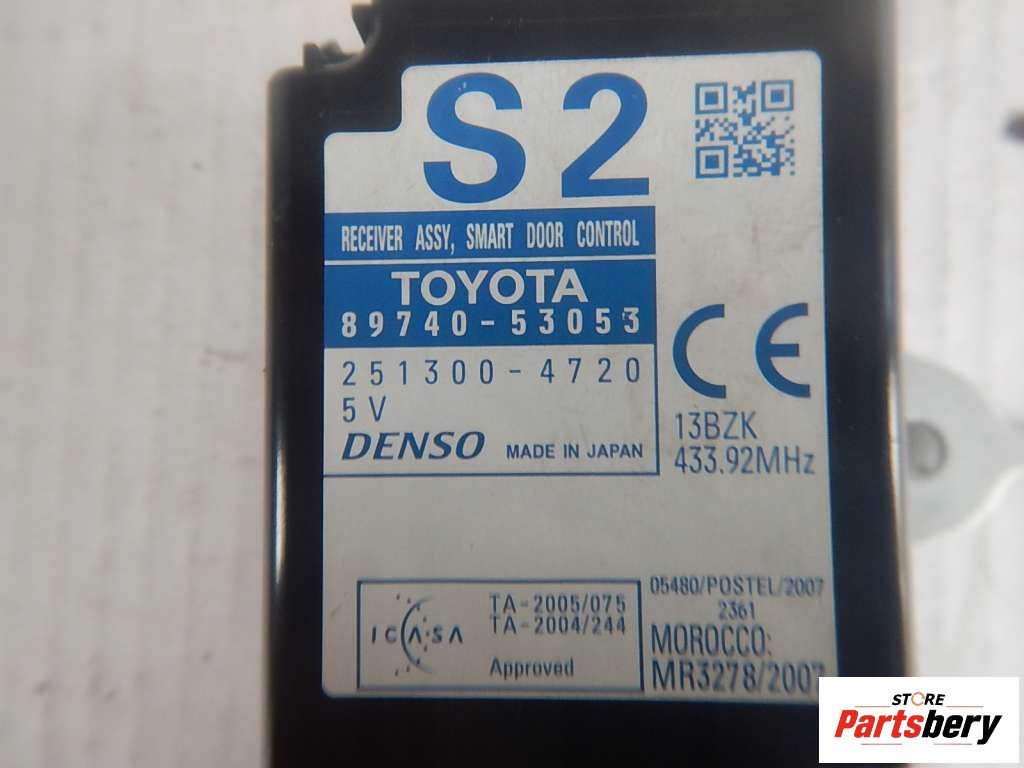 S2
RECEIVER ASSY, SMART DOOR CONTROL
TOYOTA
89740-53053
251300-4720
5V
DENSO MADE IN JAPAN
CE
13BZK
433.92MHz
ICASA
TA-2005/075
TA-2004/244
Approved
05480/POSTEL/2007
2361
MOROCCO:
MR3278/2007
STORE
Partsbery